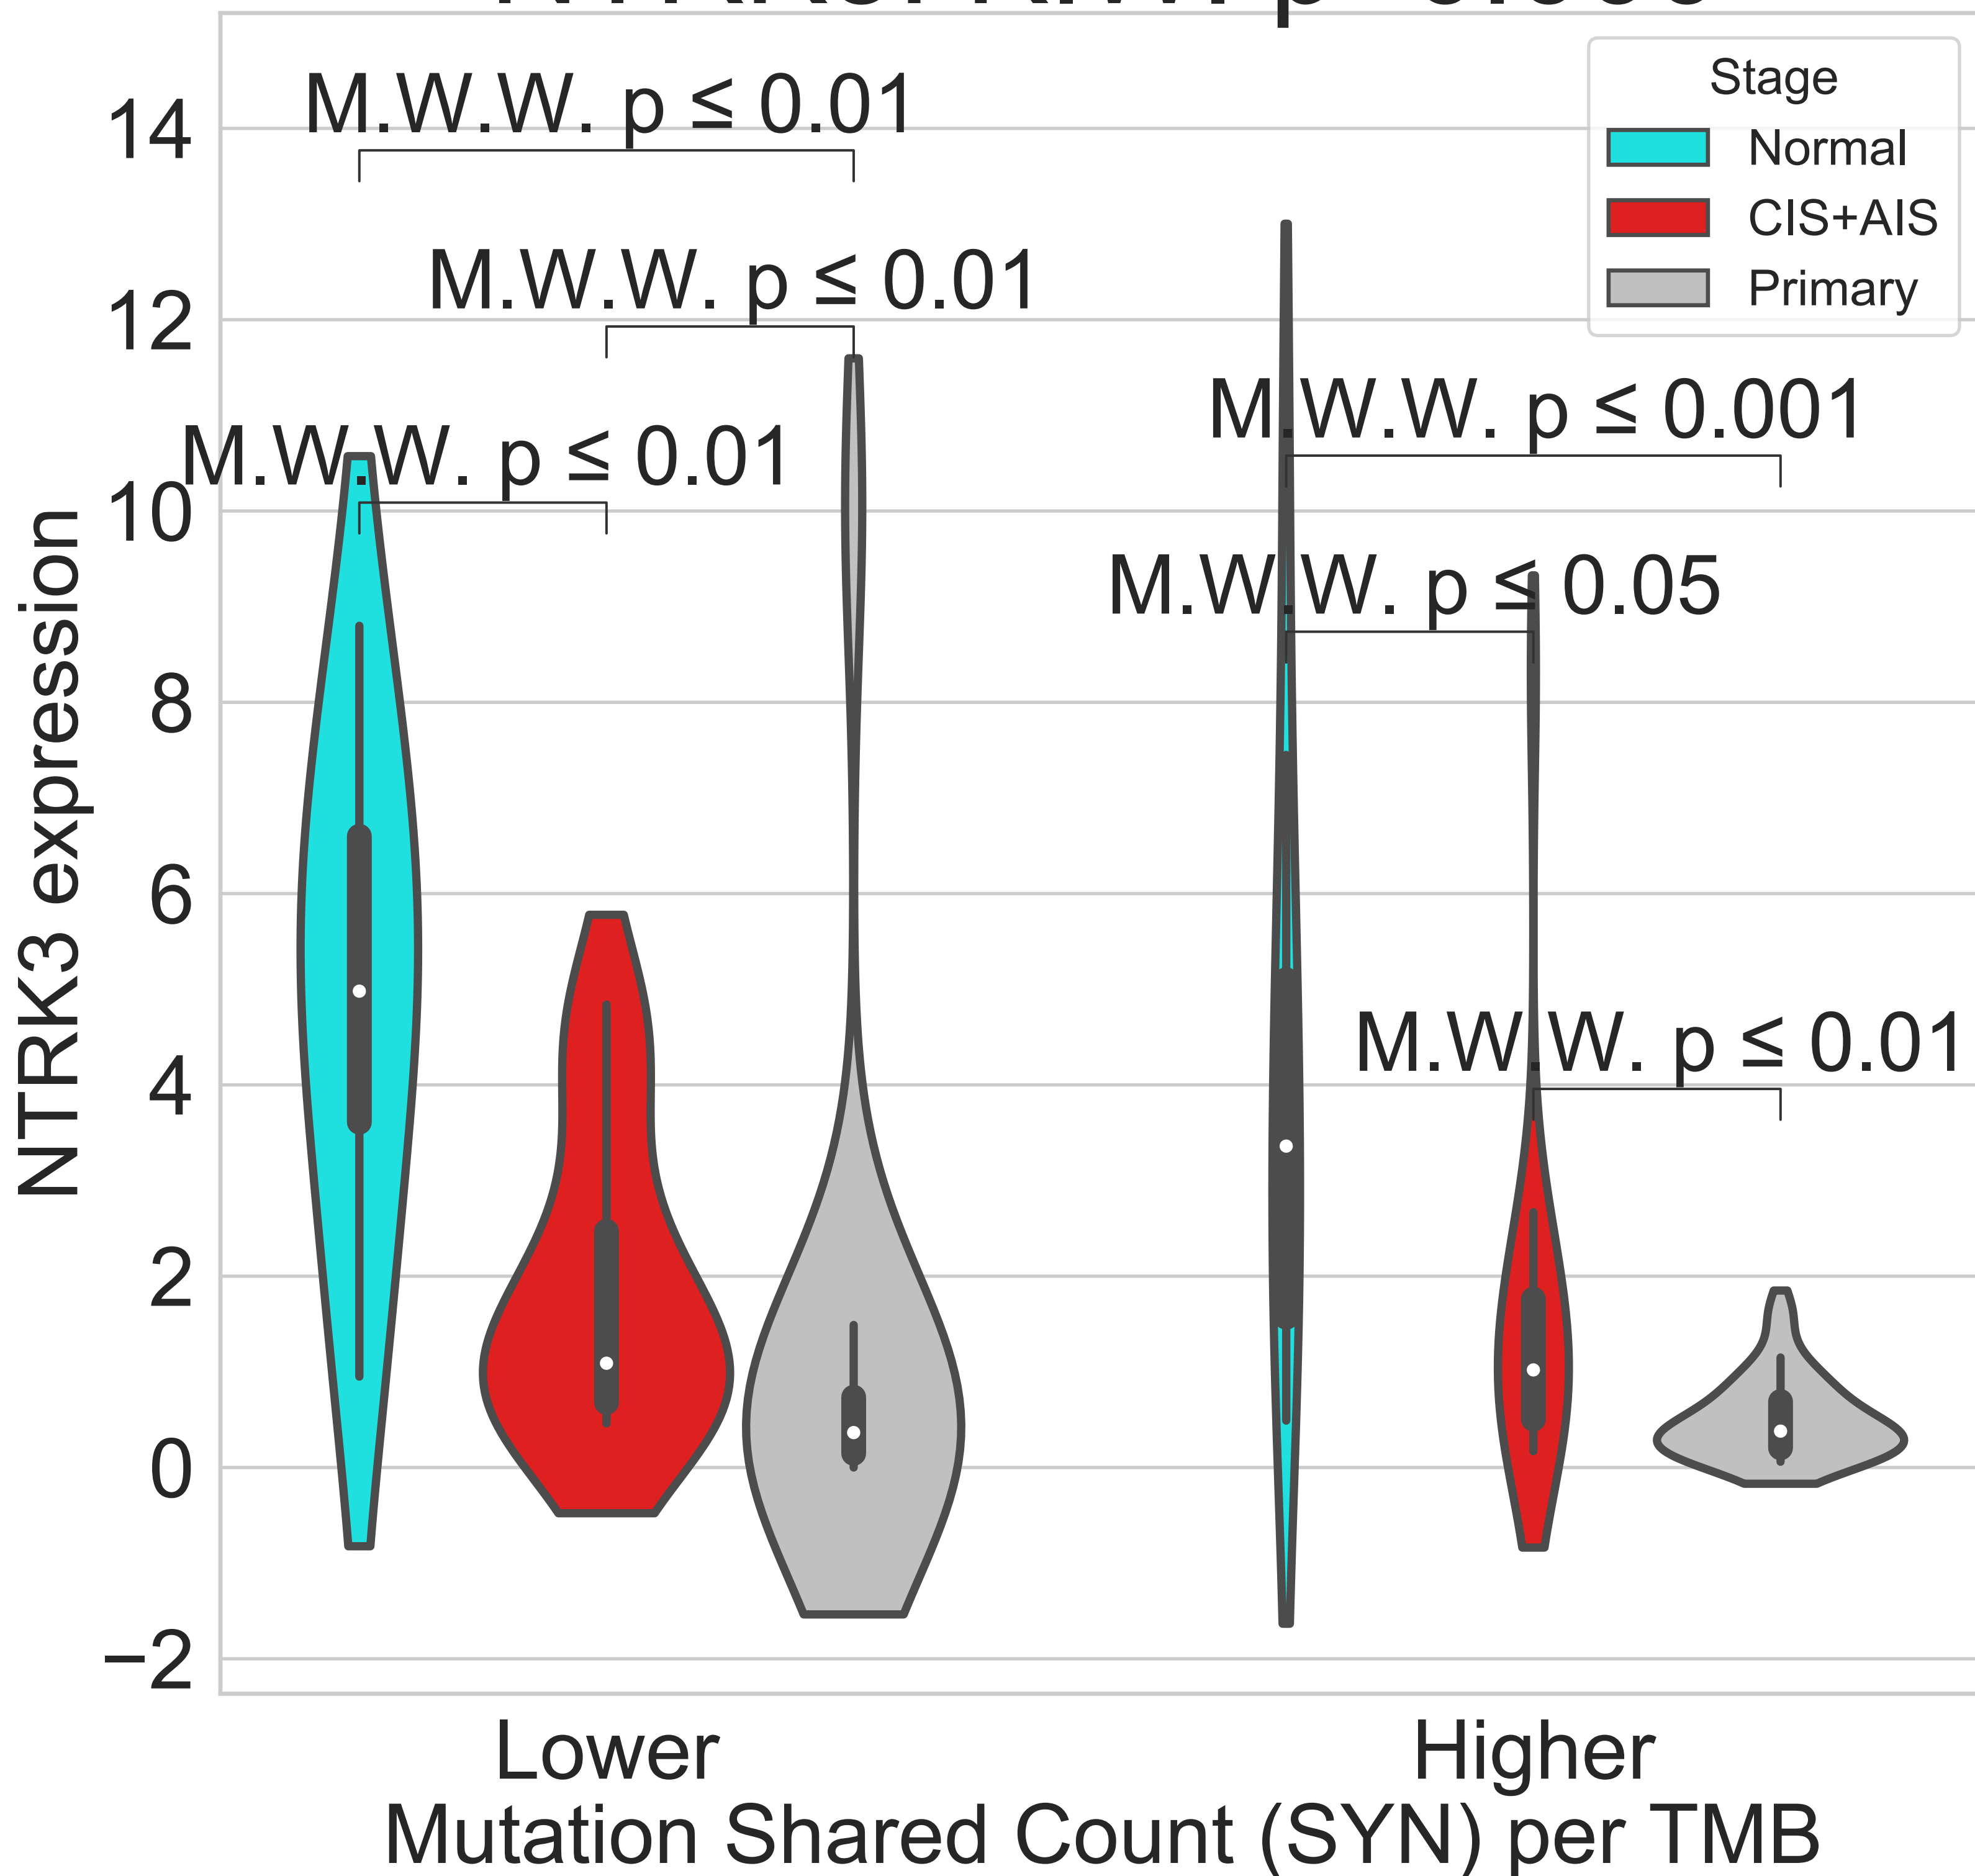 M.W.W. p ≤ 0.01
M.W.W. p ≤ 0.01
M.W.W. p ≤ 0.01
M.W.W. p ≤ 0.001
M.W.W. p ≤ 0.05
M.W.W. p ≤ 0.01
Stage
Normal
CIS+AIS
Primary
14
12
10
8
6
4
2
0
−2
NTRK3 expression
Lower
Higher
Mutation Shared Count (SYN) per TMB